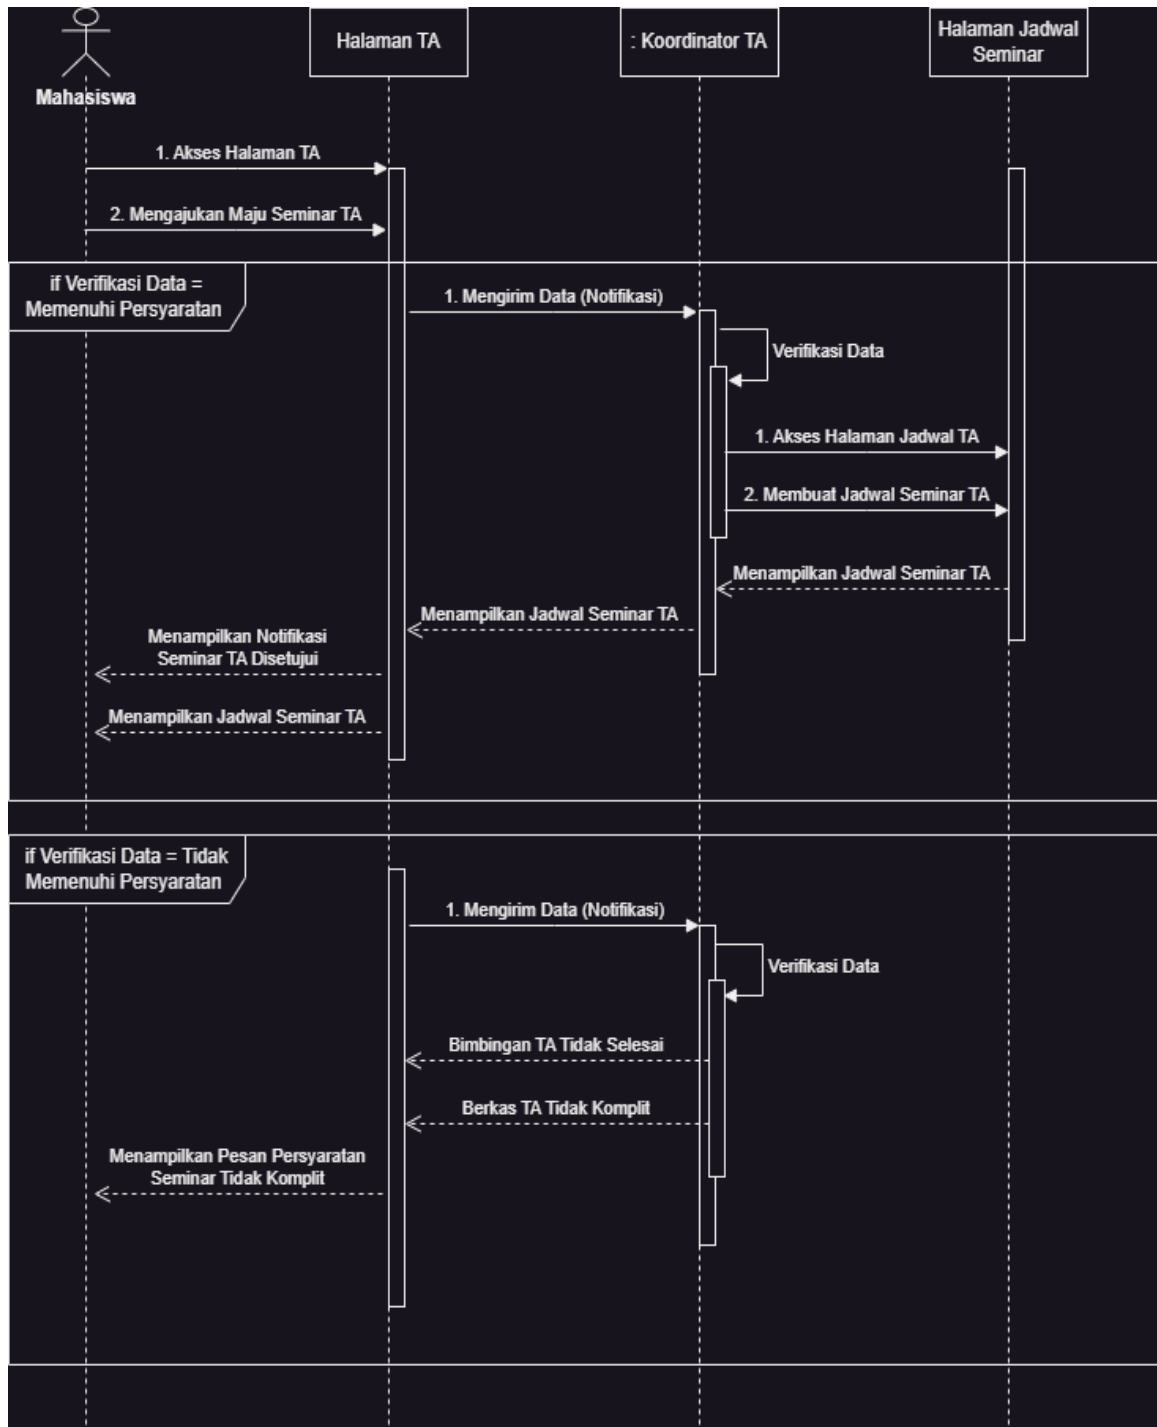 Mahasiswa
Halaman TA
: Koordinator TA
Halaman Jadwal
Seminar
1. Akses Halaman TA
2. Mengajukan Maju Seminar TA
if Verifikasi Data =
Memenuhi Persyaratan
1. Mengirim Data (Notifikasi)
Verifikasi Data
1. Akses Halaman Jadwal TA
2. Membuat Jadwal Seminar TA
Menampilkan Jadwal Seminar TA
Menampilkan Jadwal Seminar TA
Menampilkan Notifikasi
Seminar TA Disetujui
Menampilkan Jadwal Seminar TA
if Verifikasi Data = Tidak
Memenuhi Persyaratan
1. Mengirim Data (Notifikasi)
Verifikasi Data
Bimbingan TA Tidak Selesai
Berkas TA Tidak Komplit
Menampilkan Pesan Persyaratan
Seminar Tidak Komplit